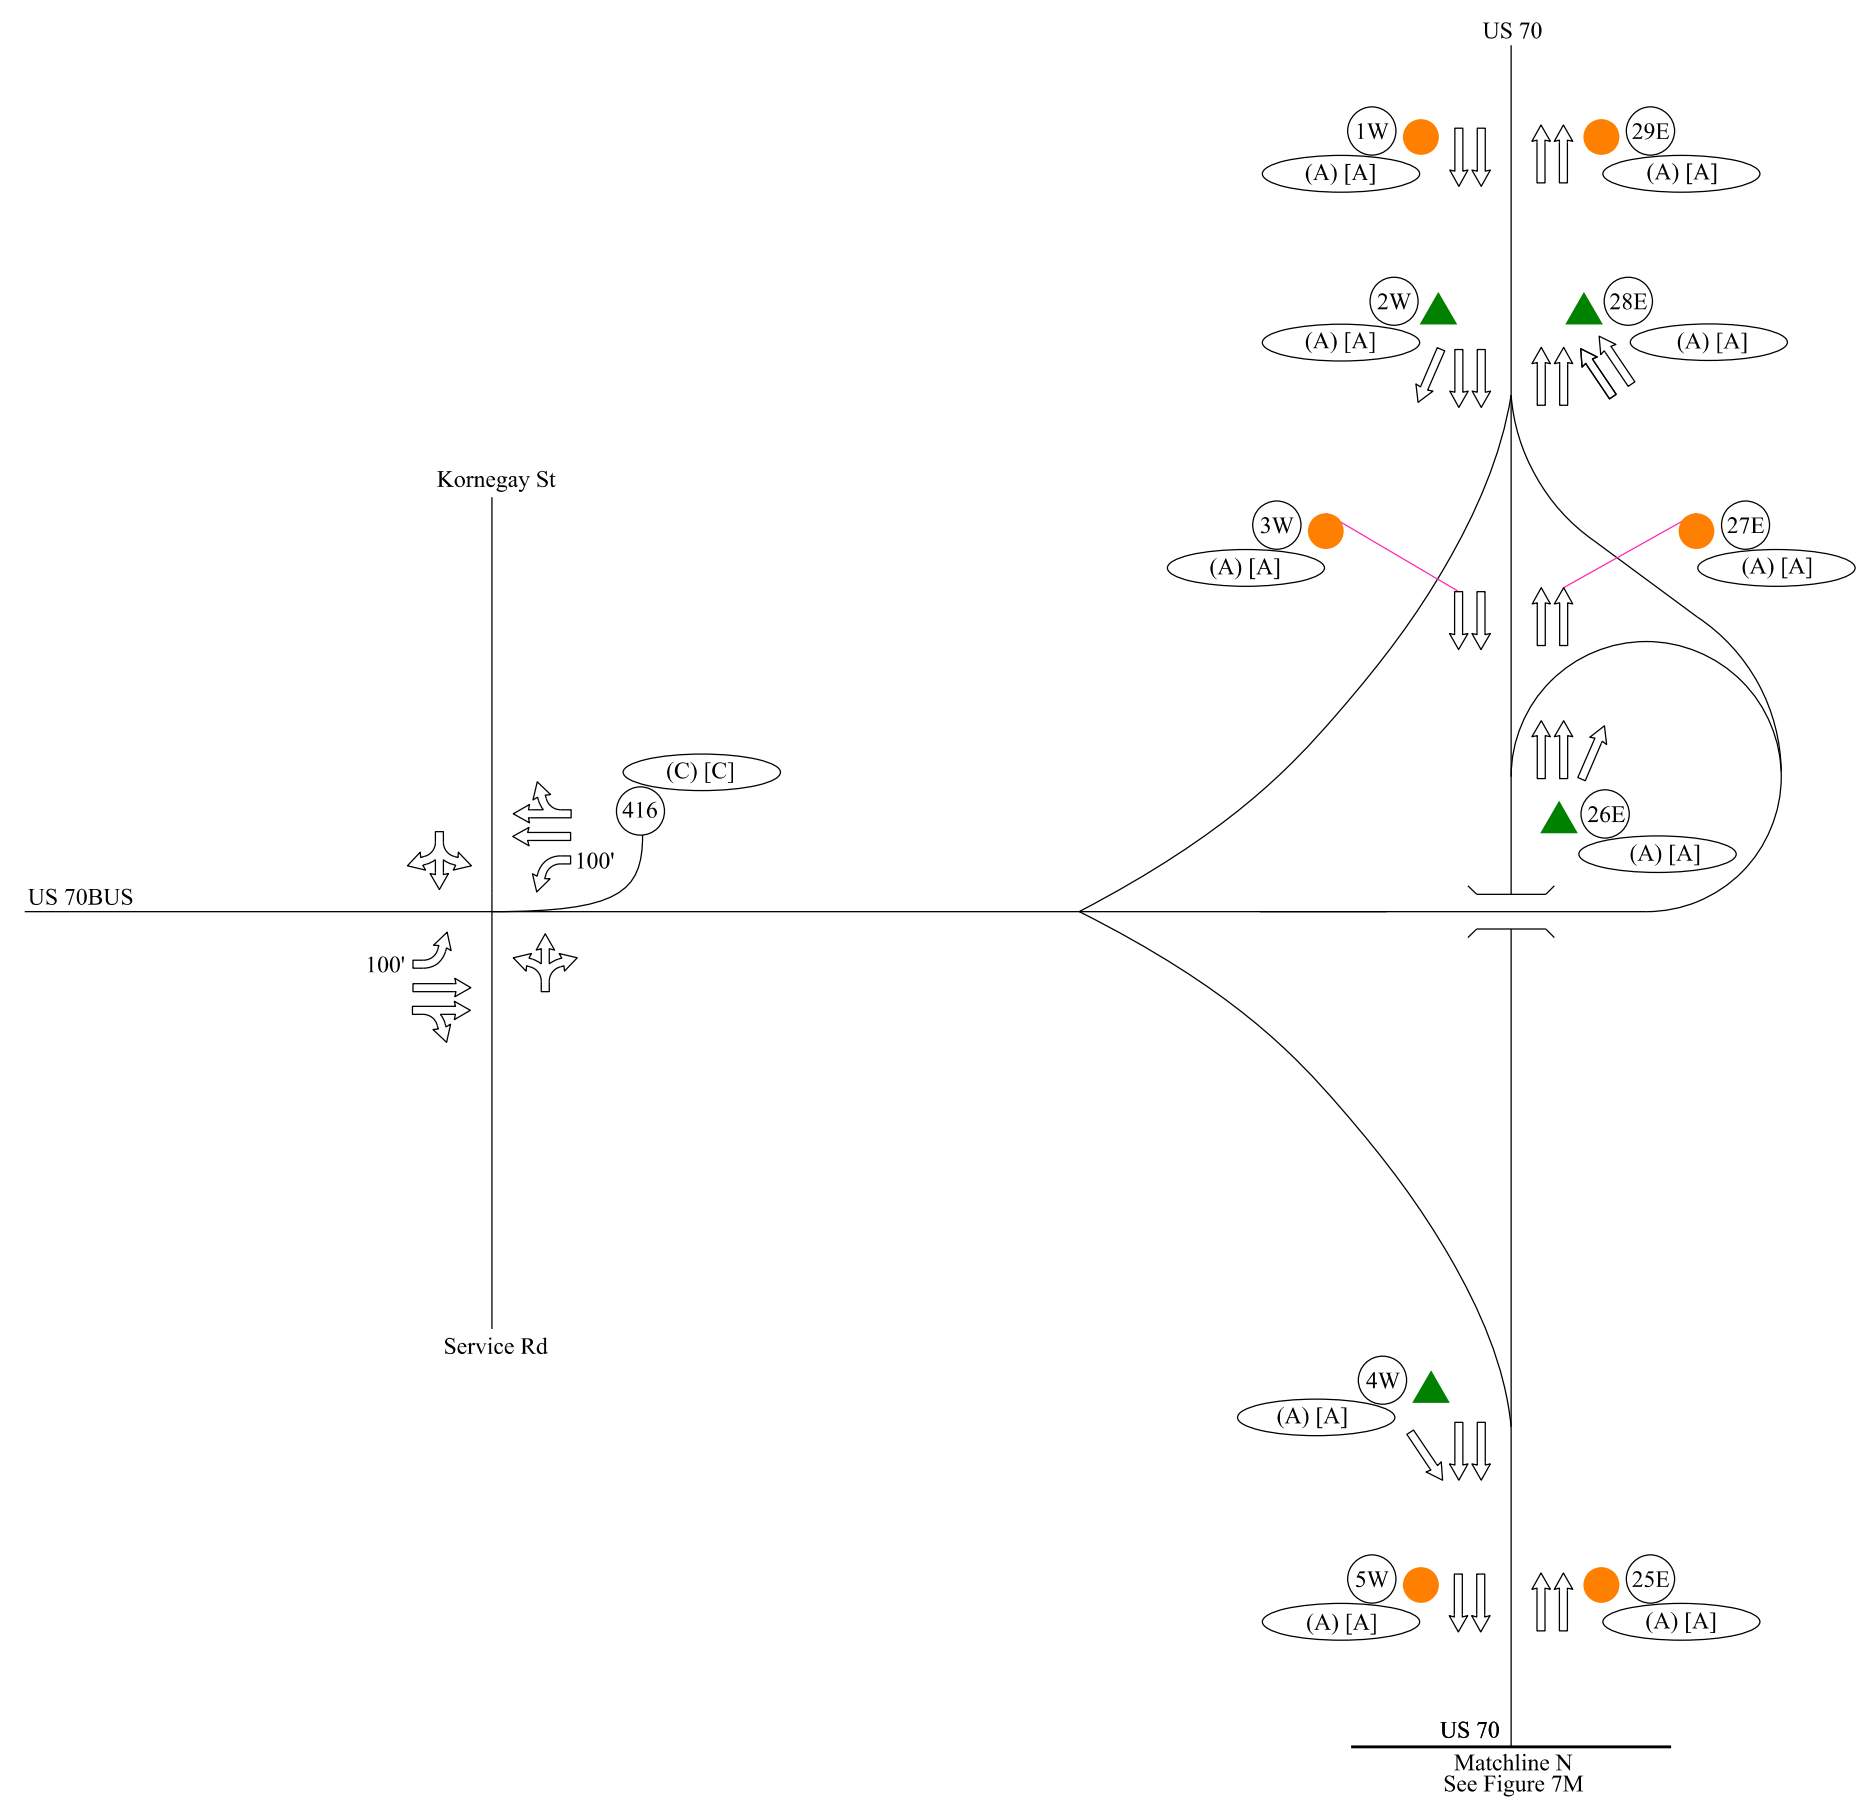 US 70
1W
29E
(A) [A]
(A) [A]
2W
28E
(A) [A]
(A) [A]
Kornegay St
3W
27E
(A) [A]
(A) [A]
(C) [C]
416
100'
26E
(A) [A]
US 70BUS
100'
Service Rd
4W
(A) [A]
5W
25E
(A) [A]
(A) [A]
US 70
Matchline N
See Figure 7M